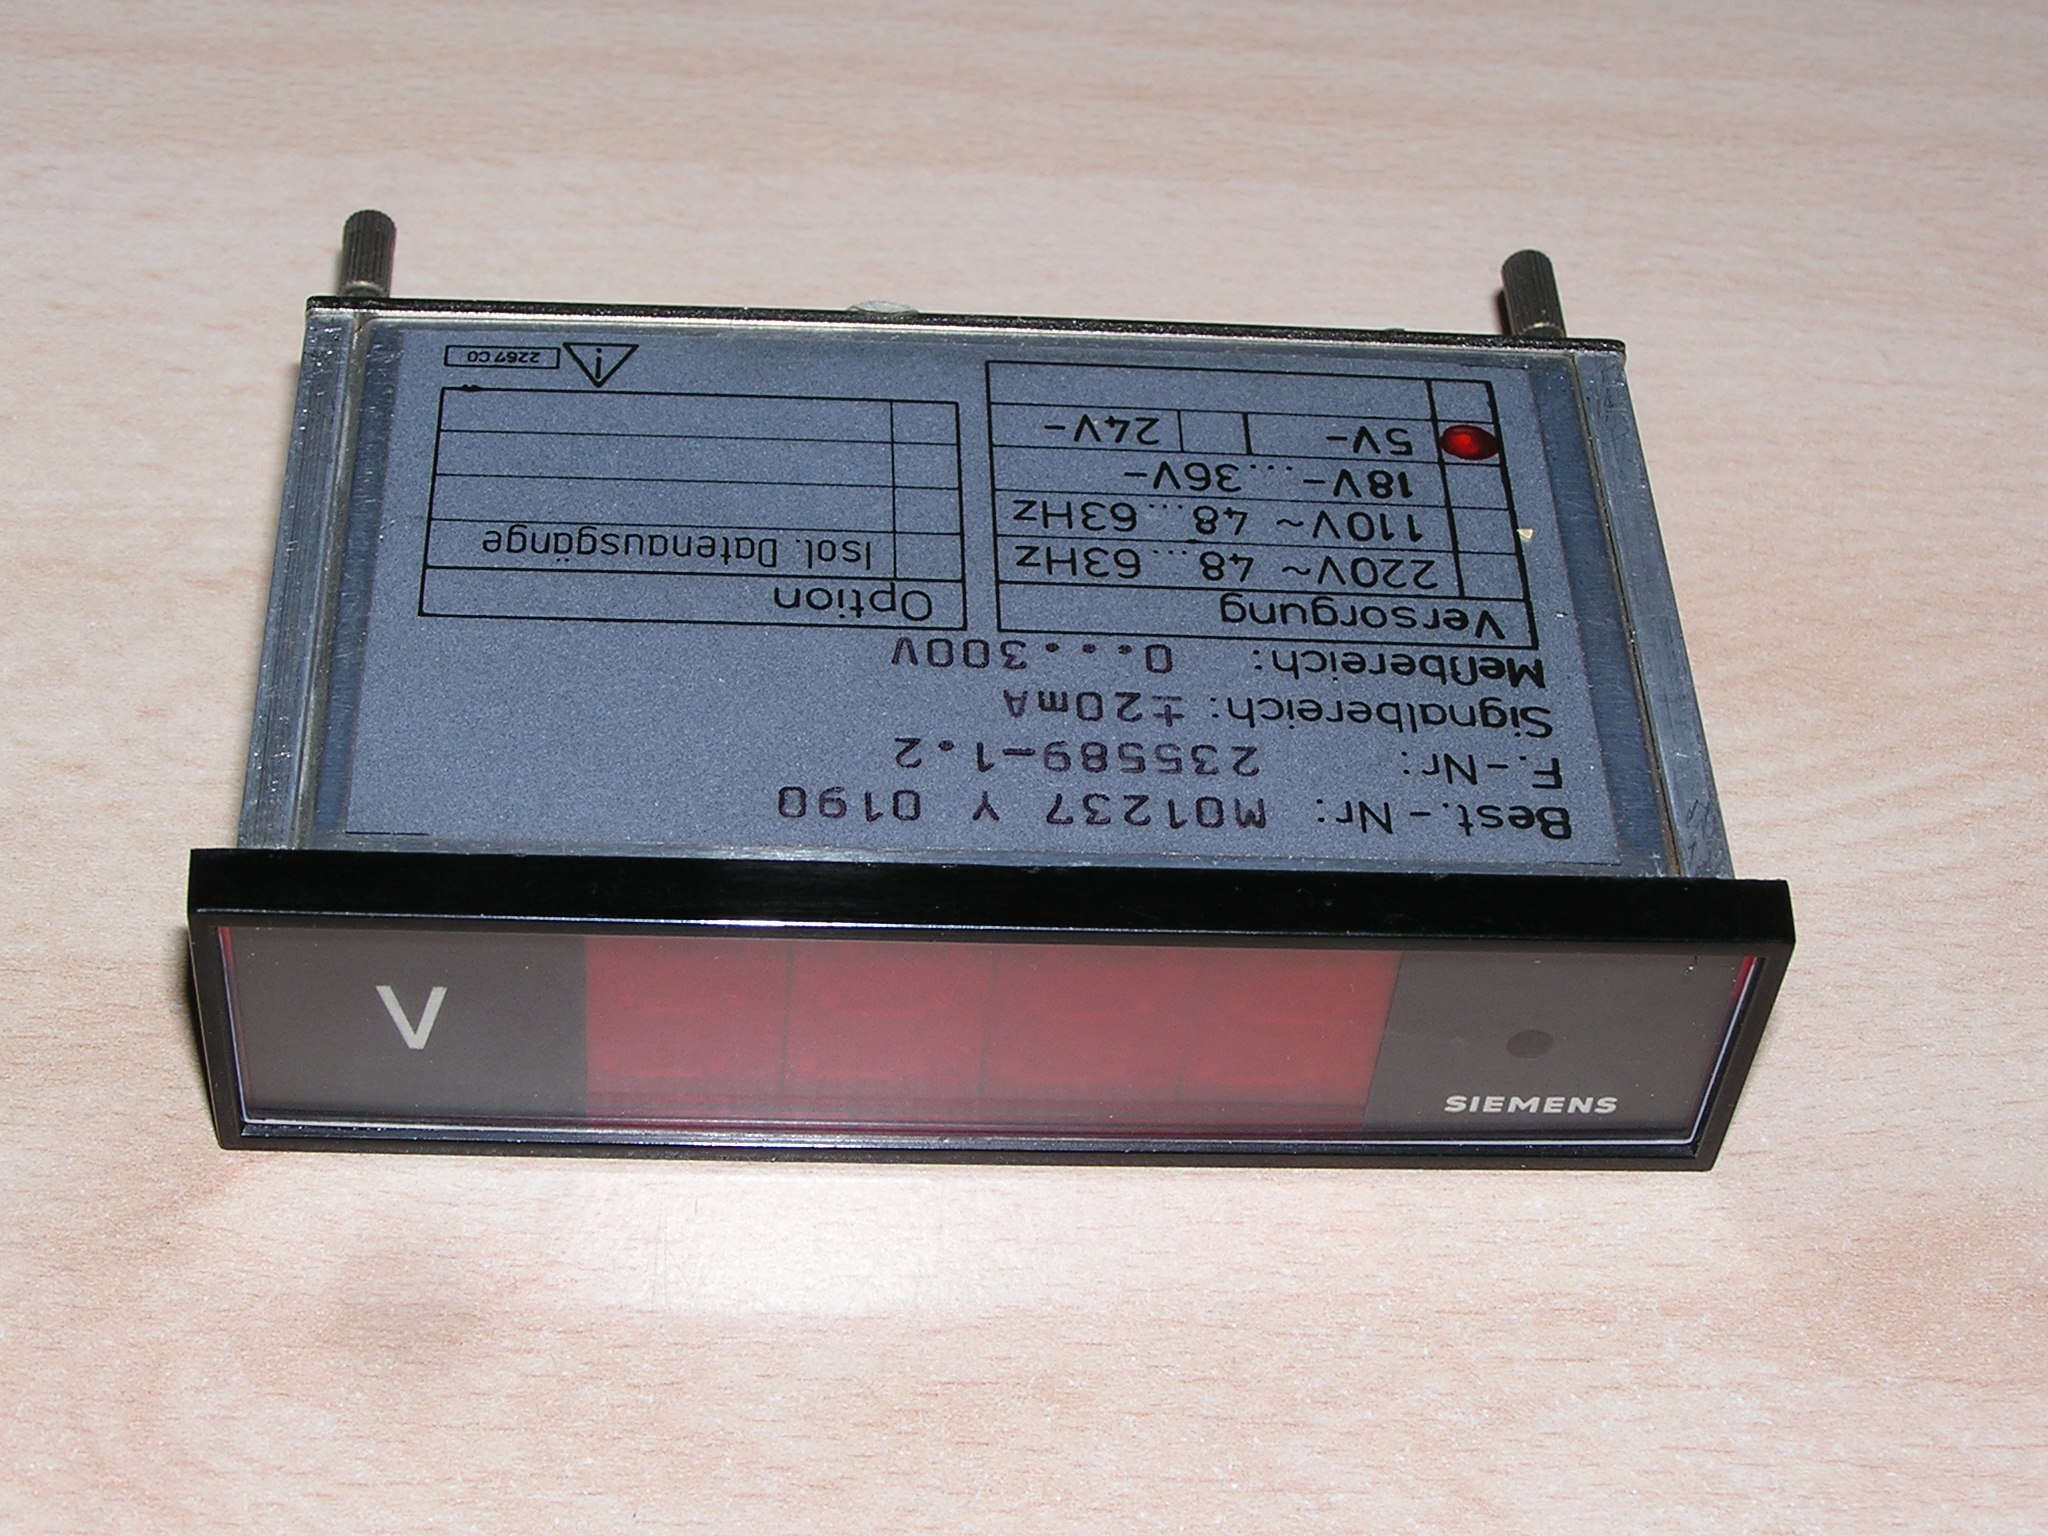 Best.-Nr: M01237 Y 0190
F.-Nr: 235589-1.2
Signalbereich: ±20mA
Meßbereich: 0...300V
Versorgung
220V~ 48...63Hz
110V~ 48...63Hz
18V-...36V-
5V- 24V-
Option
Isol. Datenausgänge
i 2267 C0
V
SIEMENS